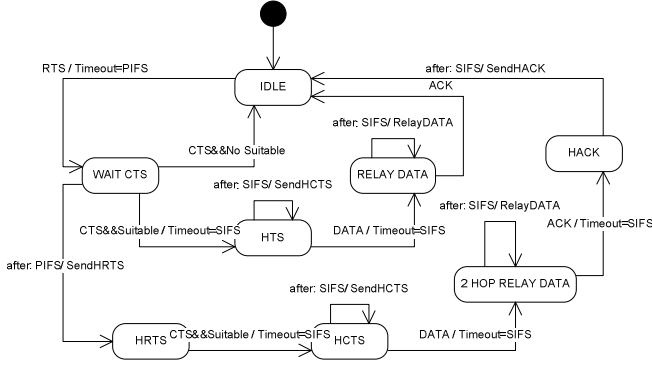 RTS / Timeout=PIFS
after: SIFS/ SendHACK
IDLE
ACK
after: SIFS/ RelayDATA
CTS&&No Suitable
HACK
WAIT CTS
RELAY DATA
after: SIFS/ SendHCTS
after: SIFS/ RelayDATA
CTS&&Suitable / Timeout=SIFS
HTS
DATA / Timeout=SIFS
ACK / Timeout=SIFS
after: PIFS/ SendHRTS
2 HOP RELAY DATA
after: SIFS/ SendHCTS
HRTS
CTS&&Suitable / Timeout=SIFS
HCTS
DATA / Timeout=SIFS